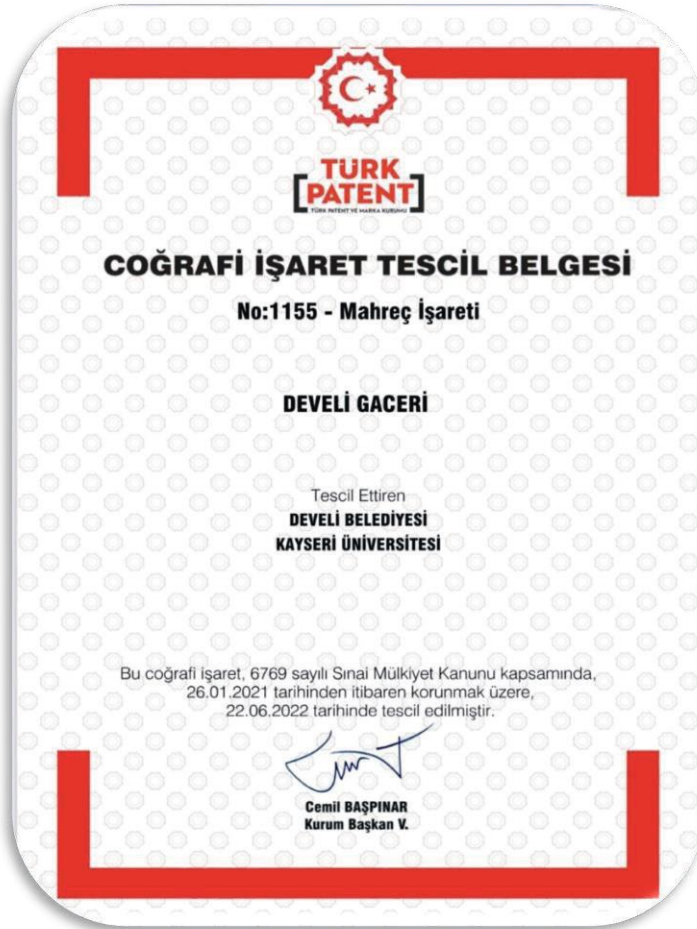 TÜRK
PATENT
TÜRK PATENT VE MARKA KURUMU
COĞRAFİ İŞARET TESCİL BELGESİ
No:1155 - Mahreç İşareti
DEVELİ GACERİ
Tescil Ettiren
DEVELİ BELEDİYESİ
KAYSERİ ÜNİVERSİTESİ
Bu coğrafi işaret, 6769 sayılı Sınai Mülkiyet Kanunu kapsamında,
26.01.2021 tarihinden itibaren korunmak üzere,
22.06.2022 tarihinde tescil edilmiştir.
Cemil BAŞPINAR
Kurum Başkan V.